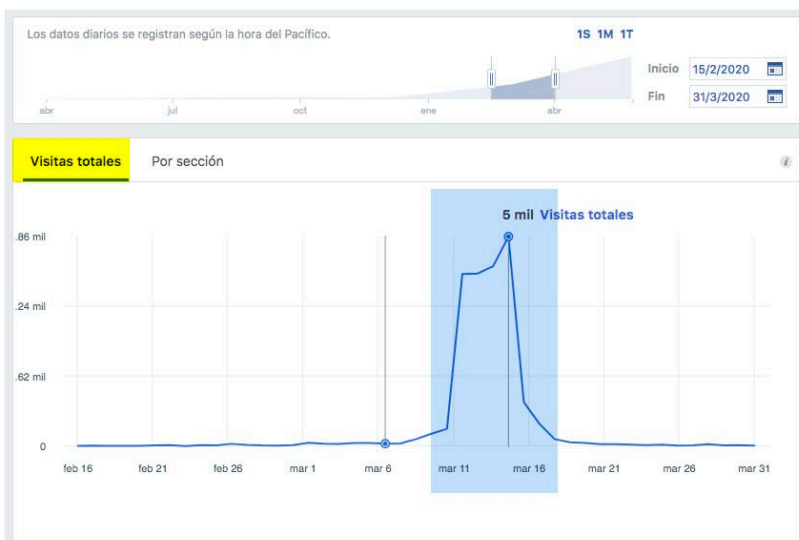 Los datos diarios se registran según la hora del Pacífico.
1S 1M 1T
Inicio 15/2/2020
Fin 31/3/2020
abr jul oct ene abr
Visitas totales Por sección
5 mil Visitas totales
.86 mil
.24 mil
.62 mil
0
feb 16 feb 21 feb 26 mar 1 mar 6 mar 11 mar 16 mar 21 mar 26 mar 31